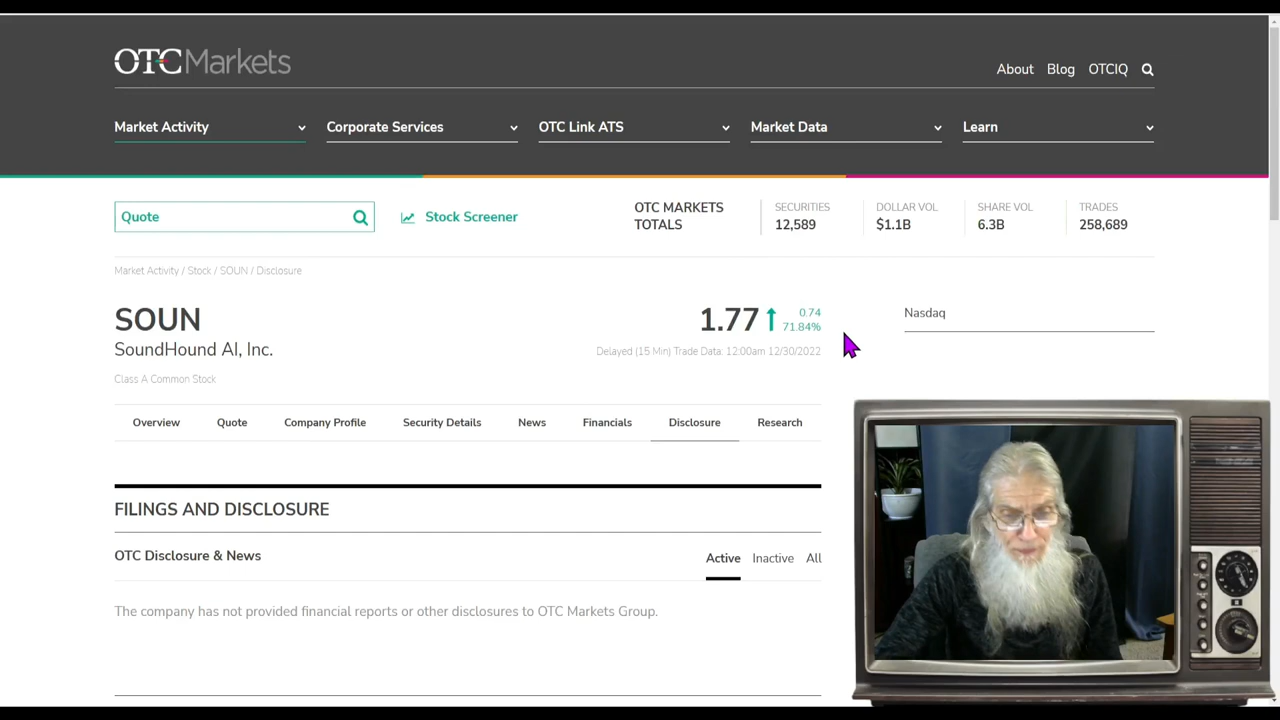 OTCMarkets
About Blog OTCIQ
Market Activity Corporate Services OTC Link ATS Market Data Learn
Quote
Stock Screener
OTC MARKETS TOTALS
SECURITIES 12,589
DOLLAR VOL $1.1B
SHARE VOL 6.3B
TRADES 258,689
Market Activity / Stock / SOUN / Disclosure
SOUN
1.77
0.74
71.84%
Nasdaq
SoundHound AI, Inc.
Delayed (15 Min) Trade Data: 12:00am 12/30/2022
Class A Common Stock
Overview Quote Company Profile Security Details News Financials Disclosure Research
FILINGS AND DISCLOSURE
OTC Disclosure & News
Active Inactive All
The company has not provided financial reports or other disclosures to OTC Markets Group.